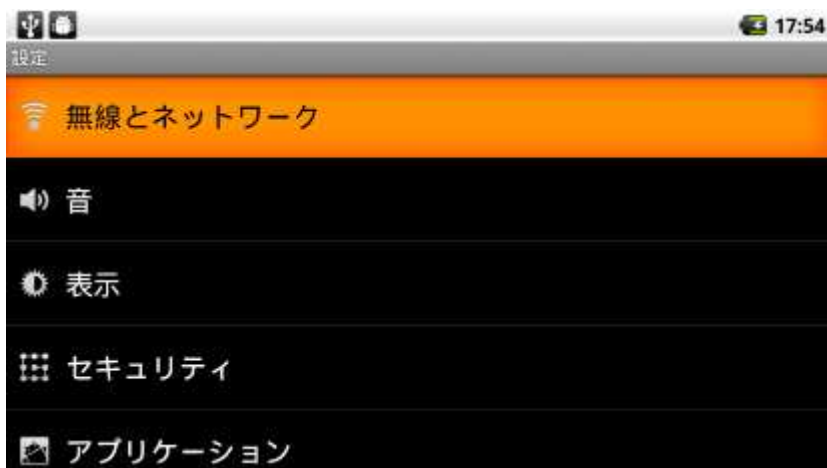 17:54
設定
無線とネットワーク
音
表示
セキュリティ
アプリケーション